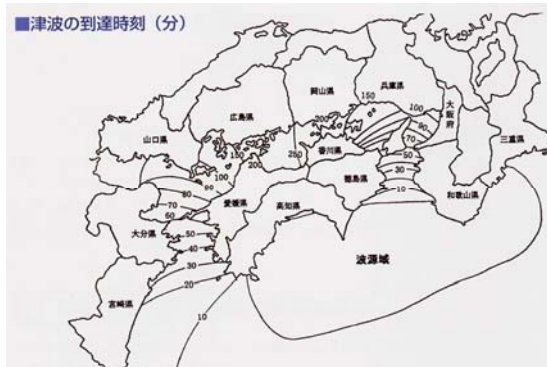 ■津波の到達時刻（分）
兵庫県
岡山県
150
100
大阪府
広島県
200
90
山口県
70
三重県
150
香川県
50
100
200
250
徳島県
30
90
80
10
和歌山県
70
愛媛県
高知県
60
大分県
50
波源域
40
30
宮崎県
20
10